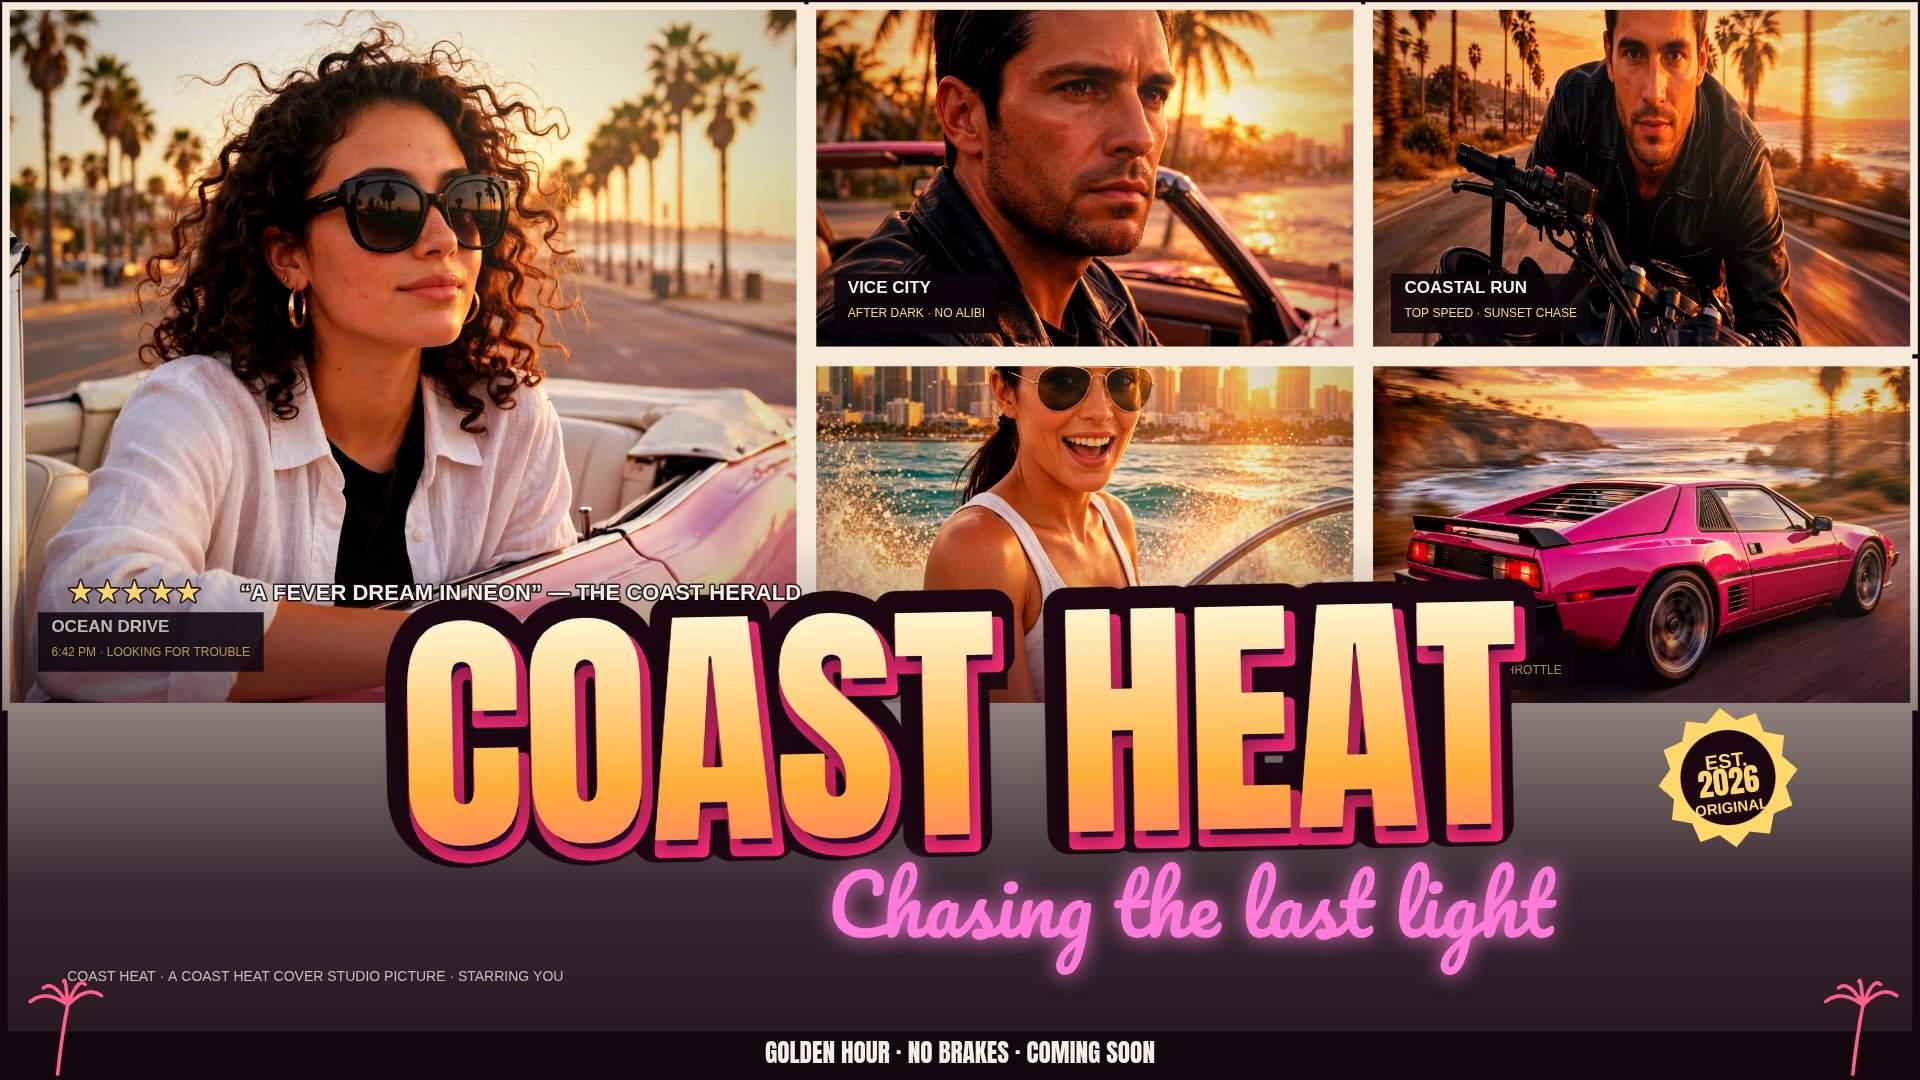 VICE CITY
AFTER DARK · NO ALIBI
COASTAL RUN
TOP SPEED · SUNSET CHASE
★★★★★ “A FEVER DREAM IN NEON” — THE COAST HERALD
OCEAN DRIVE
6:42 PM · LOOKING FOR TROUBLE
COAST HEAT
EST.
2026
ORIGINAL
Chasing the last light
COAST HEAT · A COAST HEAT COVER STUDIO PICTURE · STARRING YOU
GOLDEN HOUR · NO BRAKES · COMING SOON